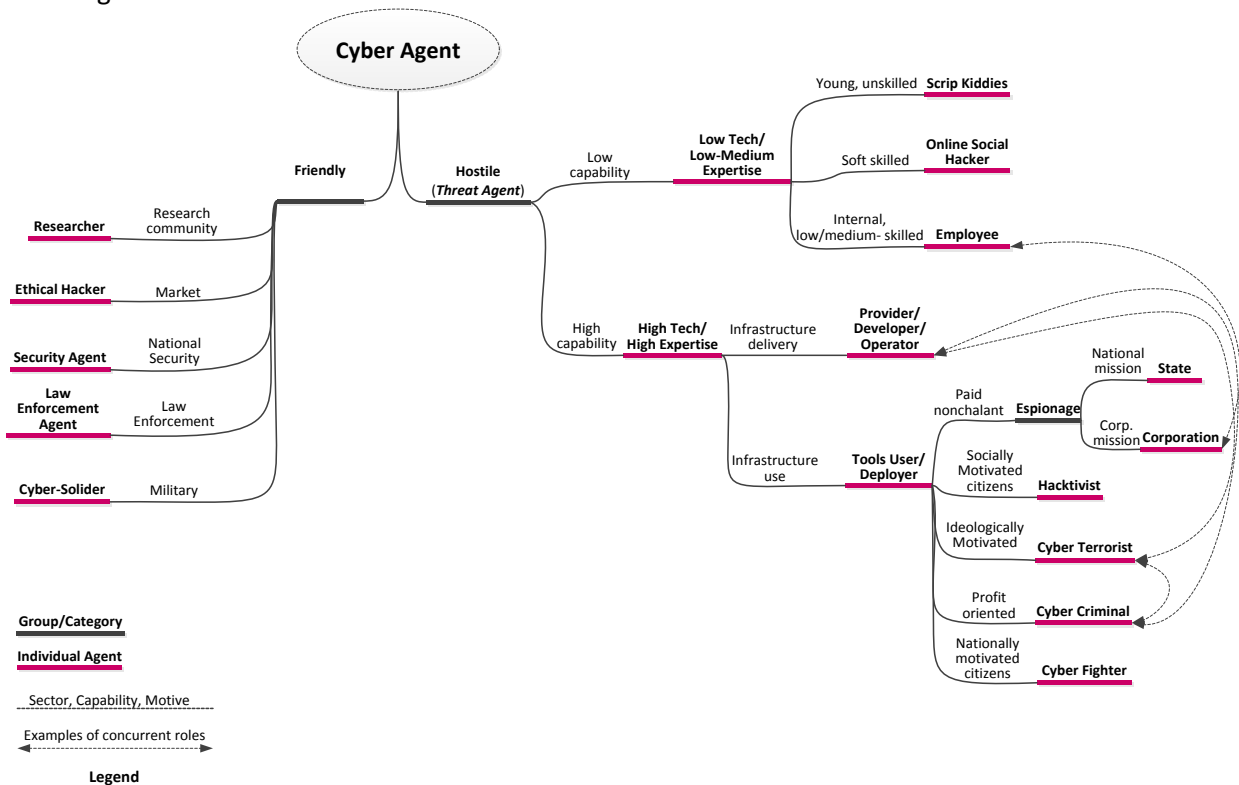 Cyber Agent
Friendly
Hostile
(Threat Agent)
Researcher
Research
community
Ethical Hacker
Market
Security Agent
National
Security
Law
Enforcement
Agent
Law
Enforcement
Cyber-Solider
Military
Low
capability
Low Tech/
Low-Medium
Expertise
Young, unskilled
Scrip Kiddies
Soft skilled
Online Social
Hacker
Internal,
low/medium- skilled
Employee
High
capability
High Tech/
High Expertise
Infrastructure
delivery
Provider/
Developer/
Operator
Infrastructure
use
Tools User/
Deployer
Paid
nonchalant
Espionage
National
mission
State
Corp.
mission
Corporation
Socially
Motivated
citizens
Hacktivist
Ideologically
Motivated
Cyber Terrorist
Profit
oriented
Cyber Criminal
Nationally
motivated
citizens
Cyber Fighter
Group/Category
Individual Agent
Sector, Capability, Motive
Examples of concurrent roles
Legend